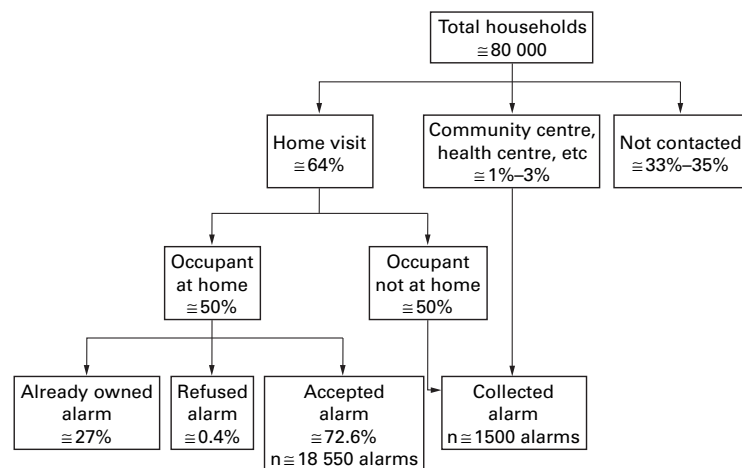 Total households
≅80 000
Home visit
≅64%
Community centre,
health centre, etc
≅1%–3%
Not contacted
≅33%–35%
Occupant
at home
≅50%
Occupant
not at home
≅50%
Already owned
alarm
≅27%
Refused
alarm
≅0.4%
Accepted
alarm
≅72.6%
n≅18 550 alarms
Collected
alarm
n≅1500 alarms